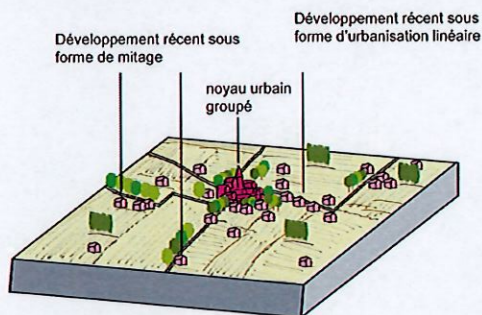 Développement récent sous
forme de mitage
noyau urbain
groupé
Développement récent sous
forme d'urbanisation linéaire